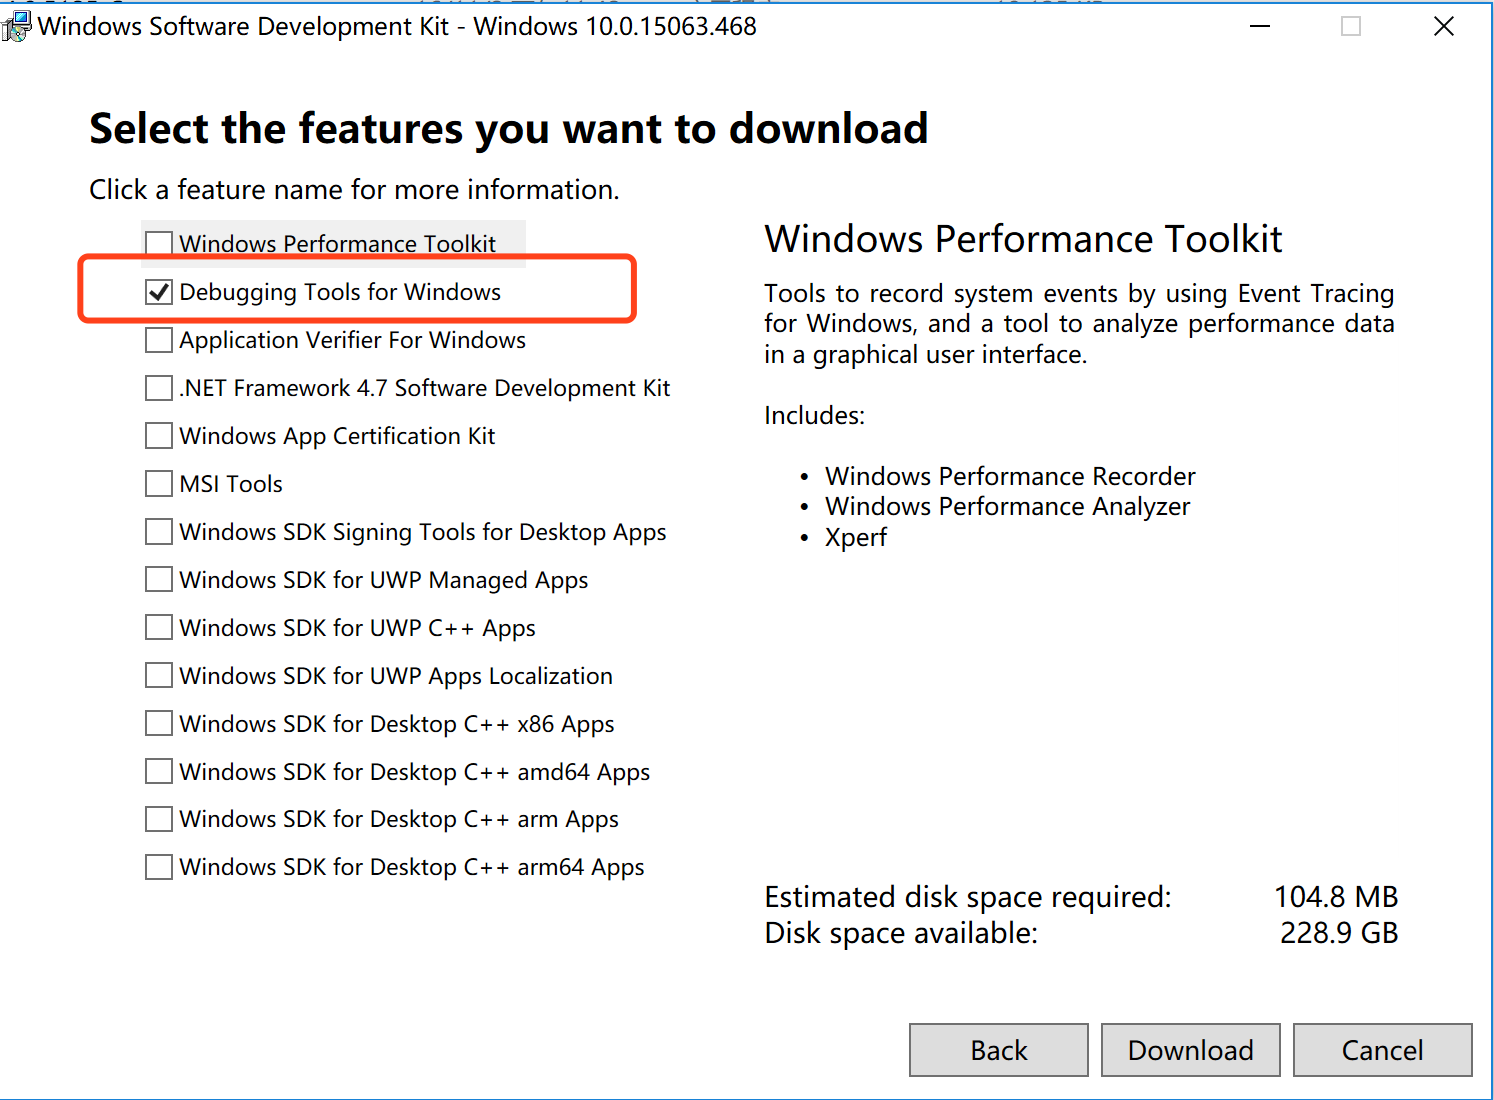 Windows Software Development Kit - Windows 10.0.15063.468
Select the features you want to download
Click a feature name for more information.
Windows Performance Toolkit
Debugging Tools for Windows
Application Verifier For Windows
.NET Framework 4.7 Software Development Kit
Windows App Certification Kit
MSI Tools
Windows SDK Signing Tools for Desktop Apps
Windows SDK for UWP Managed Apps
Windows SDK for UWP C++ Apps
Windows SDK for UWP Apps Localization
Windows SDK for Desktop C++ x86 Apps
Windows SDK for Desktop C++ amd64 Apps
Windows SDK for Desktop C++ arm Apps
Windows SDK for Desktop C++ arm64 Apps
Windows Performance Toolkit
Tools to record system events by using Event Tracing
for Windows, and a tool to analyze performance data
in a graphical user interface.
Includes:
• Windows Performance Recorder
• Windows Performance Analyzer
• Xperf
Estimated disk space required: 104.8 MB
Disk space available: 228.9 GB
Back Download Cancel